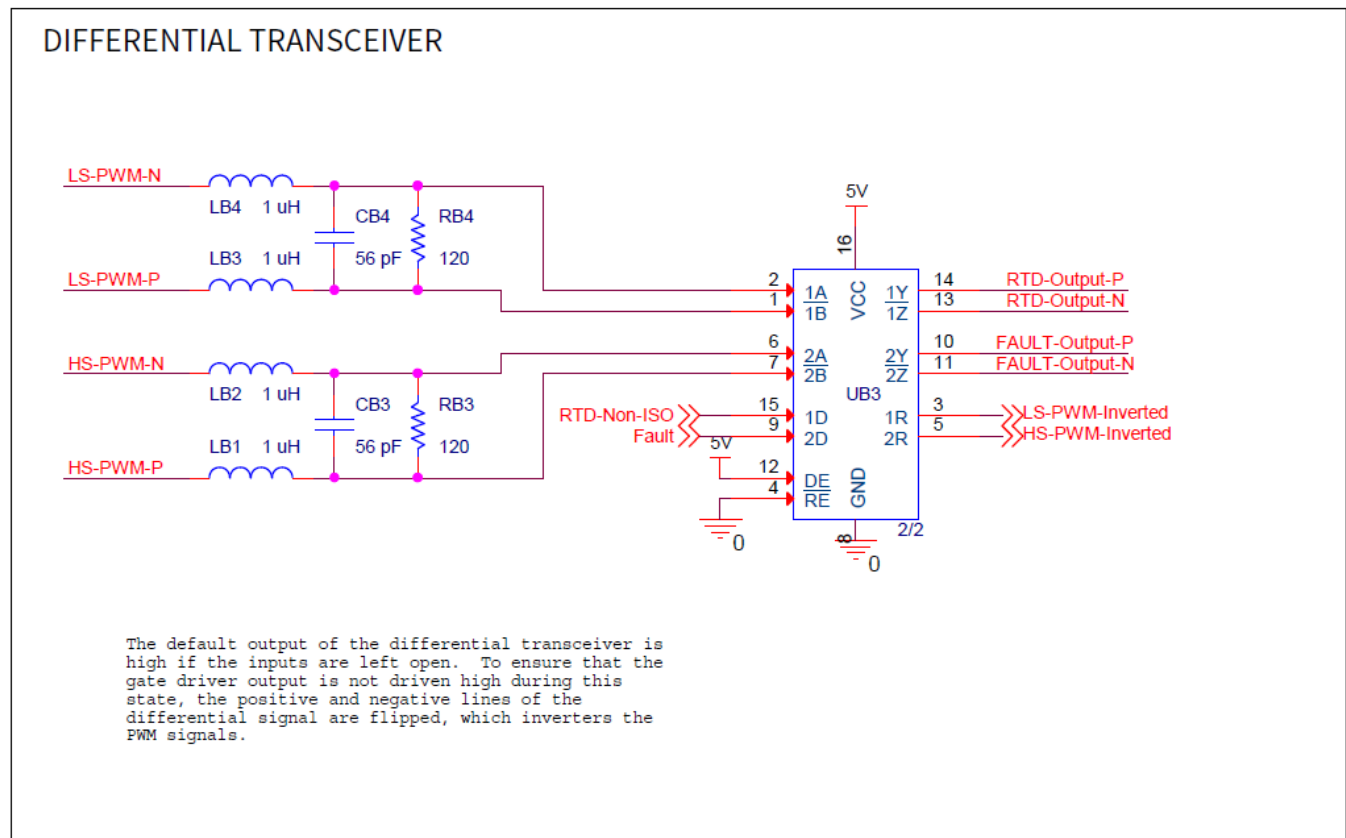 DIFFERENTIAL TRANSCEIVER
LS-PWM-N
LB4 1 uH
CB4
RB4
LB3 1 uH
56 pF
120
LS-PWM-P
HS-PWM-N
LB2 1 uH
CB3
RB3
LB1 1 uH
56 pF
120
HS-PWM-P
5V
16
VCC
2 1A
1 1B
6 2A
7 2B
RTD-Non-ISO 15 1D
Fault 9 2D
5V
12 DE
4 RE
0
GND
8
0
UB3
2/2
1Y 14 RTD-Output-P
1Z 13 RTD-Output-N
2Y 10 FAULT-Output-P
2Z 11 FAULT-Output-N
1R 3 LS-PWM-Inverted
2R 5 HS-PWM-Inverted
The default output of the differential transceiver is
high if the inputs are left open. To ensure that the
gate driver output is not driven high during this
state, the positive and negative lines of the
differential signal are flipped, which inverters the
PWM signals.